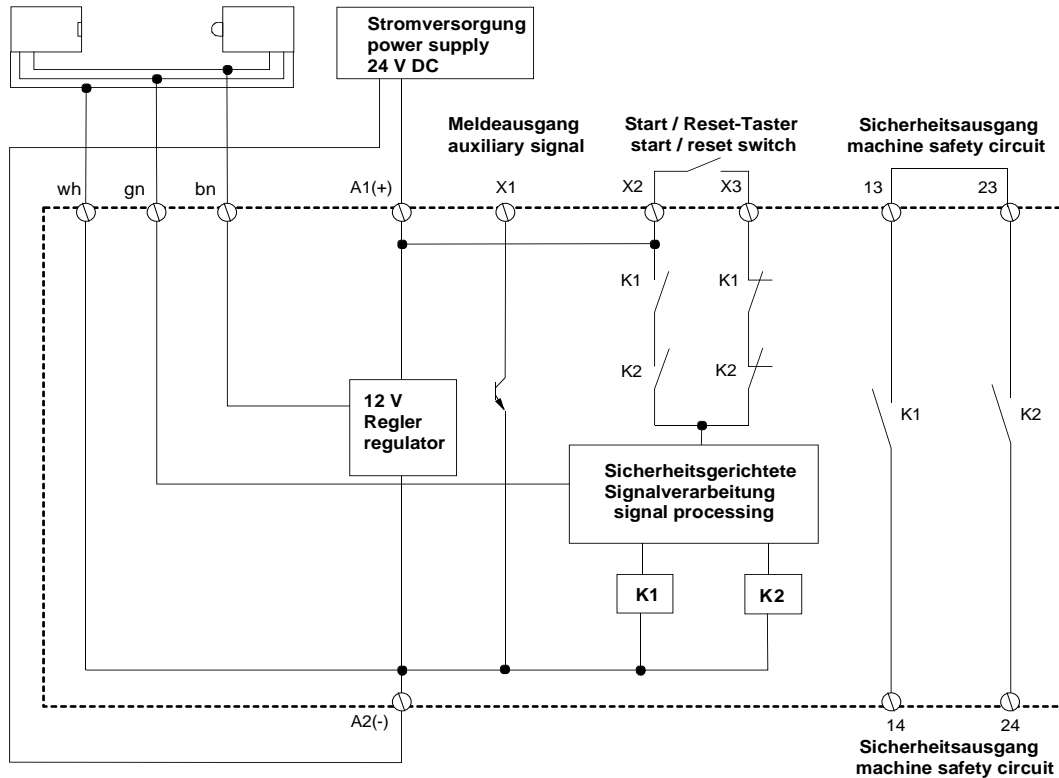 Stromversorgung
power supply
24 V DC
Meldeausgang
auxiliary signal
Start / Reset-Taster
start / reset switch
Sicherheitsausgang
machine safety circuit
wh
gn
bn
A1(+)
X1
X2
X3
13
23
K1
K1
K2
K2
12 V
Regler
regulator
K1
K2
Sicherheitsgerichtete
Signalverarbeitung
signal processing
K1
K2
A2(-)
14
24
Sicherheitsausgang
machine safety circuit